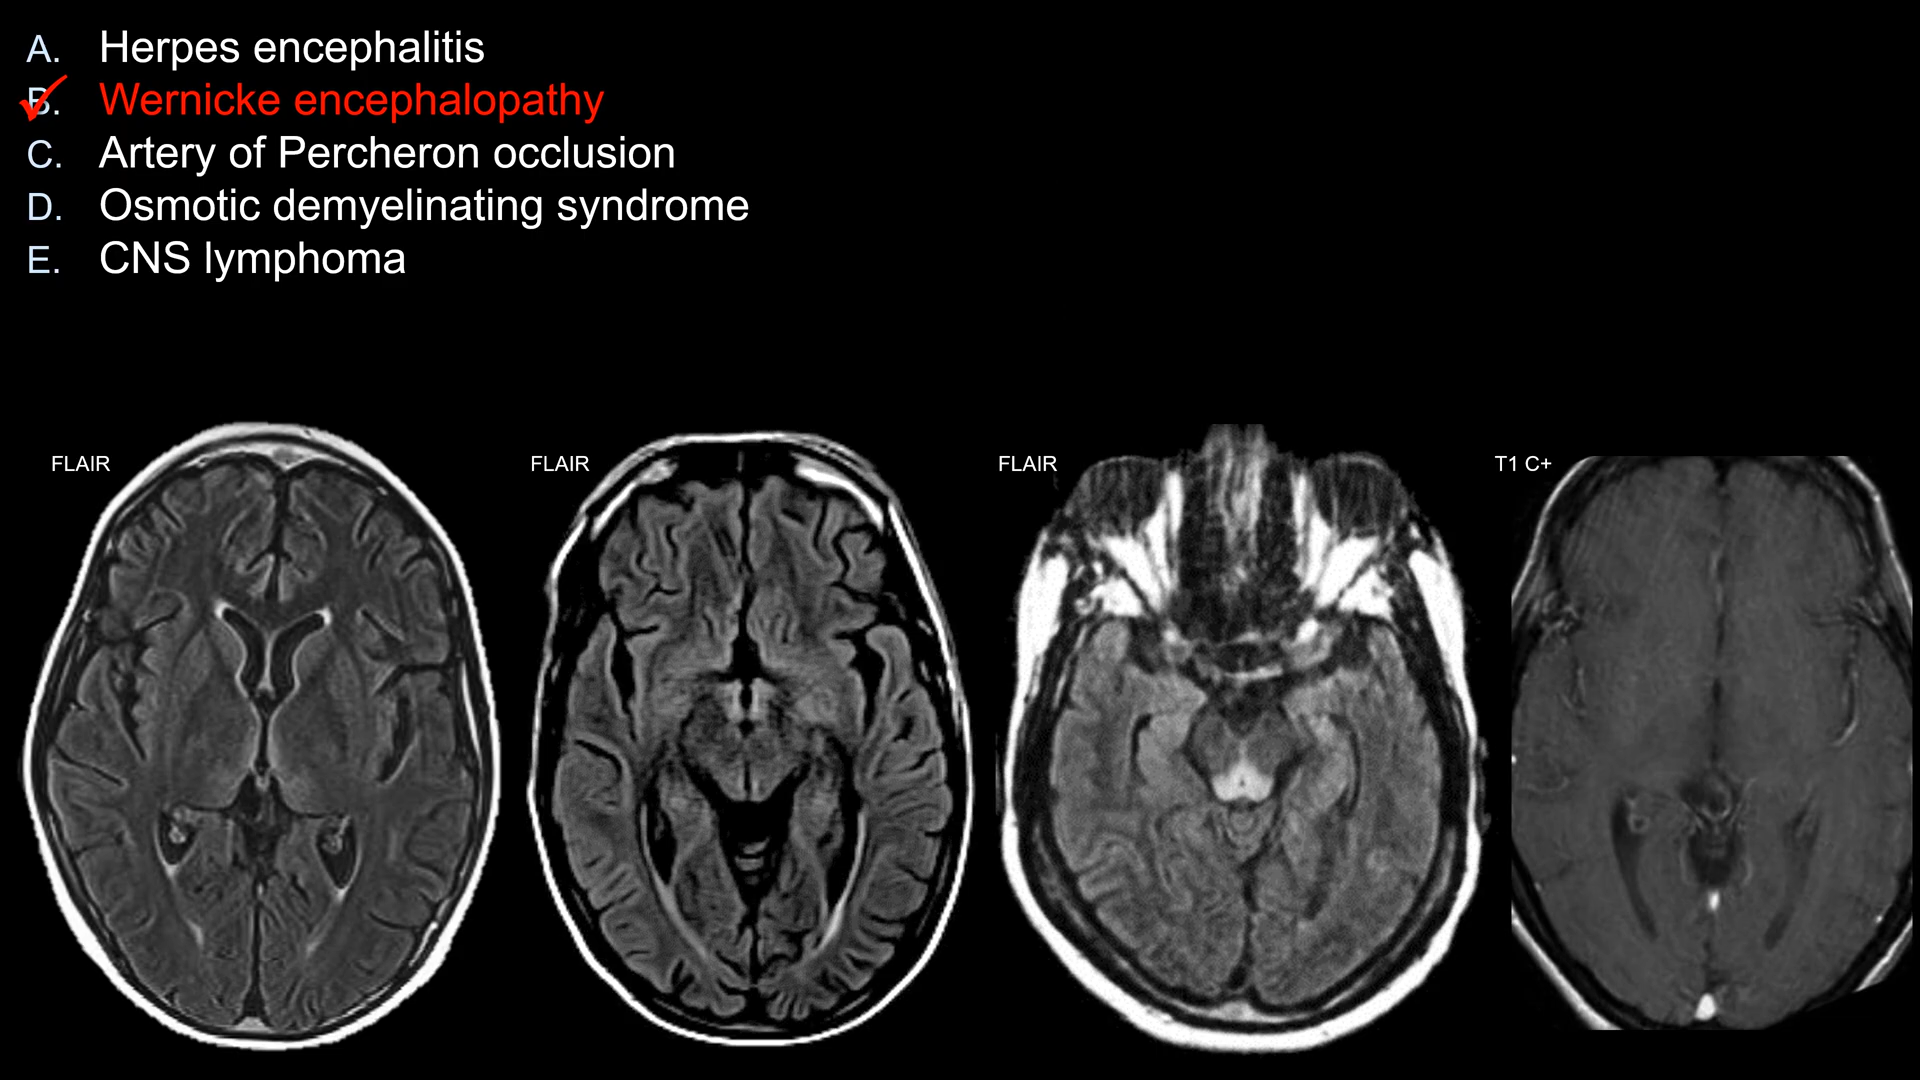 A. Herpes encephalitis
B. Wernicke encephalopathy
C. Artery of Percheron occlusion
D. Osmotic demyelinating syndrome
E. CNS lymphoma
FLAIR
FLAIR
FLAIR
T1 C+